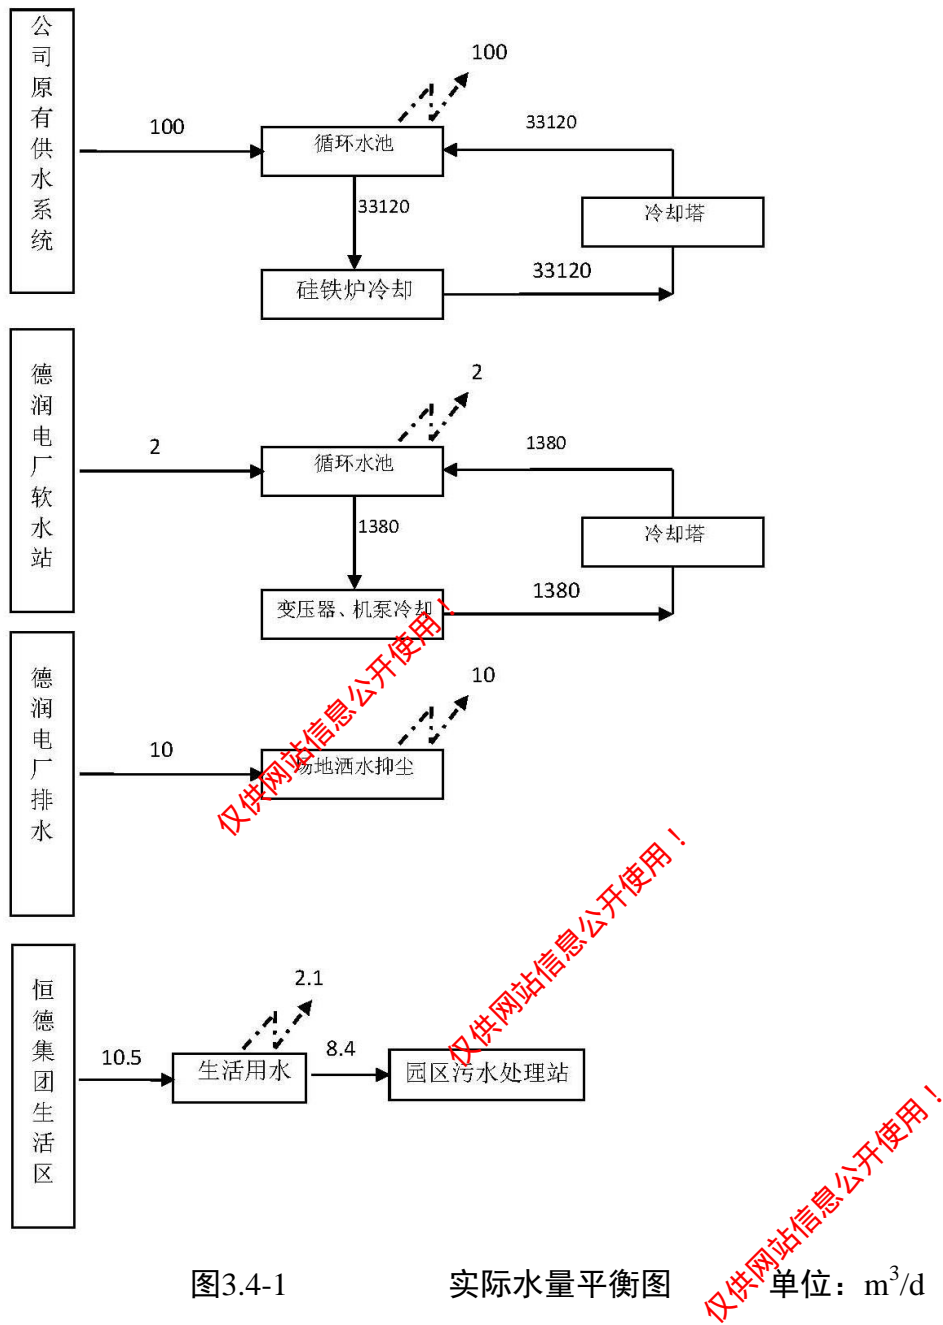 公司原有供水系统
100
循环水池
100
33120
33120
冷却塔
硅铁炉冷却
33120
德润电厂软水站
2
循环水池
2
1380
1380
冷却塔
变压器、机泵冷却
1380
德润电厂排水
10
场地洒水抑尘
10
仅供网站信息公开使用！
恒德集团生活区
10.5
生活用水
2.1
8.4
园区污水处理站
仅供网站信息公开使用！
图3.4-1 实际水量平衡图 单位：m³/d
仅供网站信息公开使用！